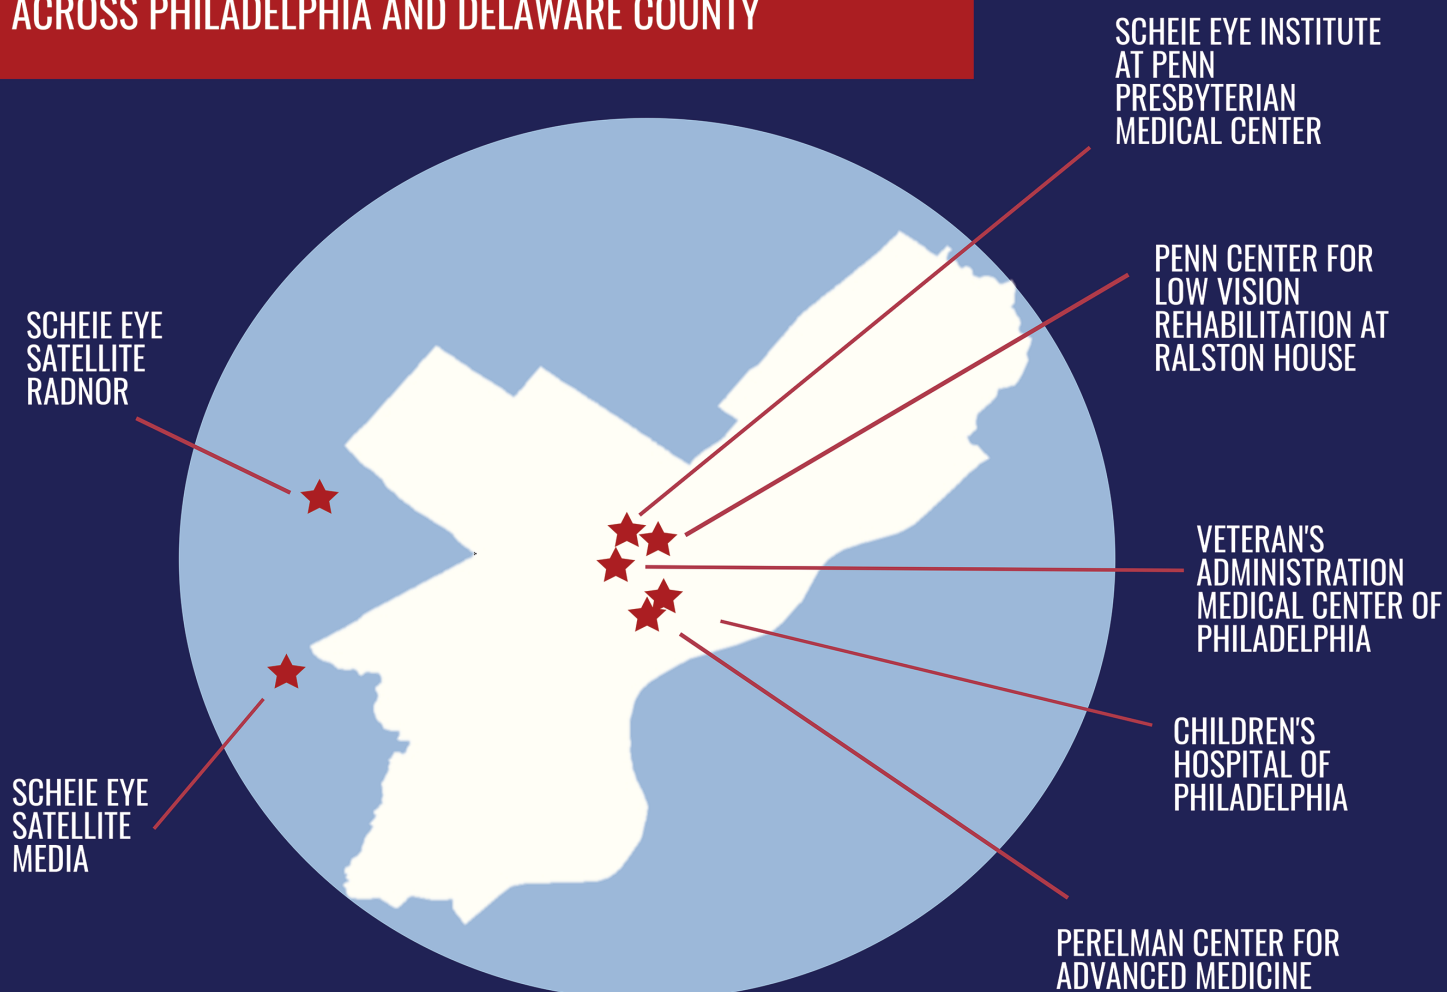 ACROSS PHILADELPHIA AND DELAWARE COUNTY
SCHEIE EYE INSTITUTE
AT PENN
PRESBYTERIAN
MEDICAL CENTER
PENN CENTER FOR
LOW VISION
REHABILITATION AT
RALSTON HOUSE
SCHEIE EYE
SATELLITE
RADNOR
VETERAN'S
ADMINISTRATION
MEDICAL CENTER OF
PHILADELPHIA
CHILDREN'S
HOSPITAL OF
PHILADELPHIA
SCHEIE EYE
SATELLITE
MEDIA
PERELMAN CENTER FOR
ADVANCED MEDICINE